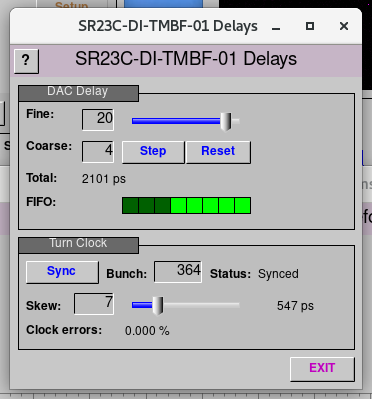 Setup
SR23C-DI-TMBF-01 Delays
? SR23C-DI-TMBF-01 Delays
DAC Delay
Fine: 20
Coarse: 4 Step Reset
Total: 2101 ps
FIFO:
Turn Clock
Sync Bunch: 364 Status: Synced
Skew: 7 547 ps
Clock errors: 0.000 %
EXIT